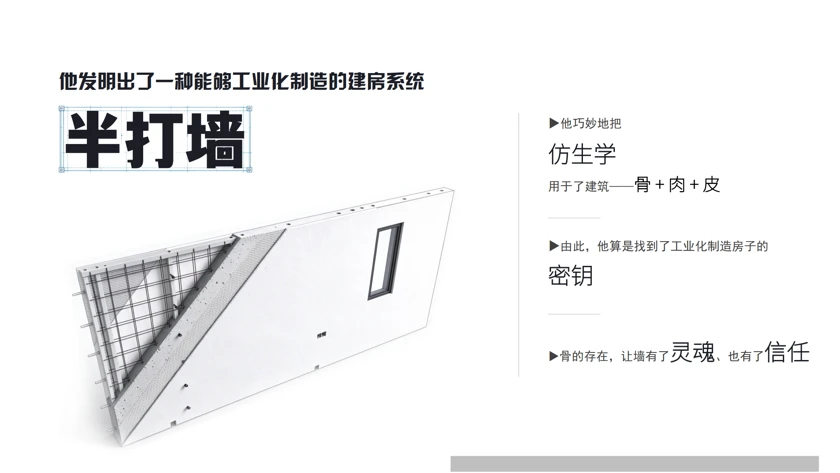 他发明出了一种能够工业化制造的建房系统
半打墙
▶他巧妙地把
仿生学
用于了建筑——骨+肉+皮
▶由此，他算是找到了工业化制造房子的
密钥
▶骨的存在，让墙有了灵魂、也有了信任